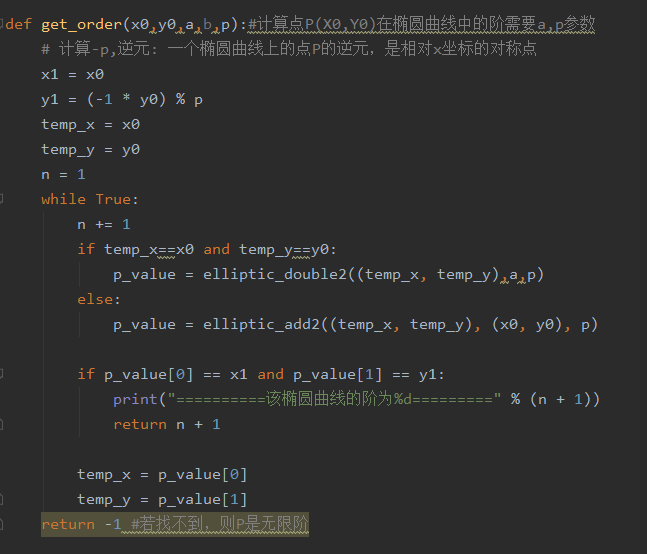 def get_order(x0,y0,a,b,p):#计算点P(X0,Y0)在椭圆曲线中的阶需要a,p参数
    # 计算-p,逆元: 一个椭圆曲线上的点P的逆元，是相对x坐标的对称点
    x1 = x0
    y1 = (-1 * y0) % p
    temp_x = x0
    temp_y = y0
    n = 1
    while True:
        n += 1
        if temp_x==x0 and temp_y==y0:
            p_value = elliptic_double2((temp_x, temp_y),a,p)
        else:
            p_value = elliptic_add2((temp_x, temp_y), (x0, y0), p)

        if p_value[0] == x1 and p_value[1] == y1:
            print("==========该椭圆曲线的阶为%d=========" % (n + 1))
            return n + 1

        temp_x = p_value[0]
        temp_y = p_value[1]
    return -1 #若找不到，则P是无限阶